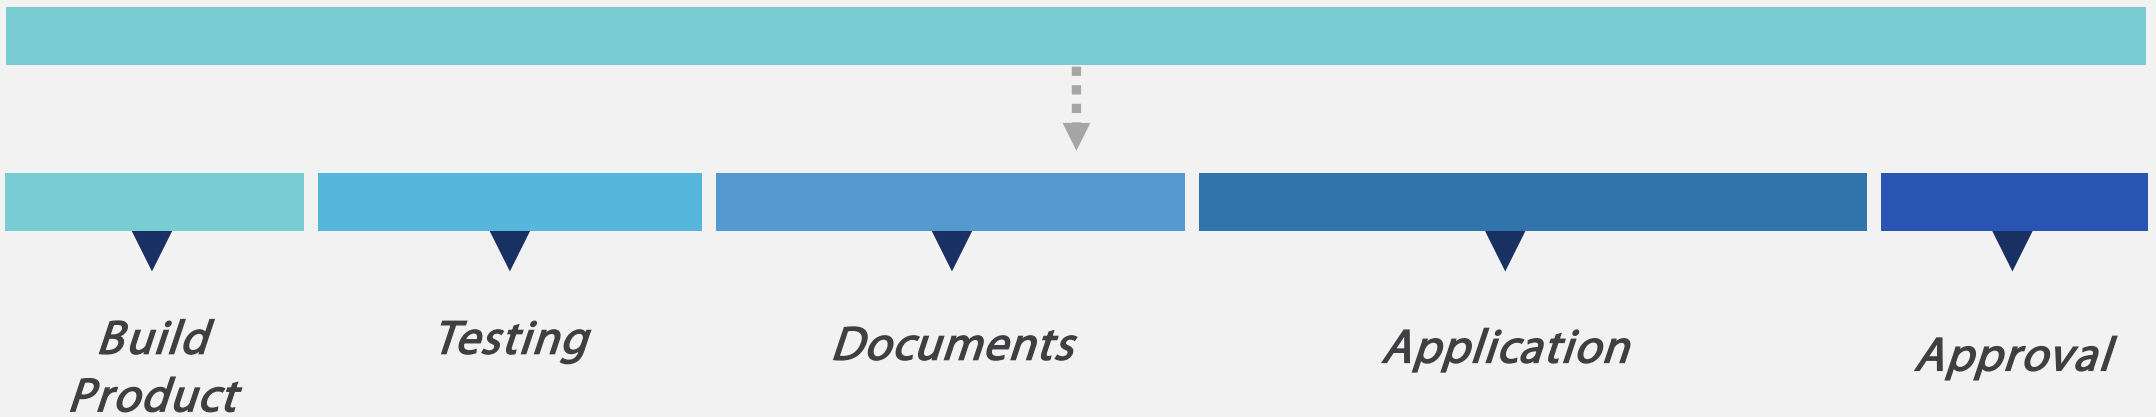 Build
Product
Testing
Documents
Application
Approval